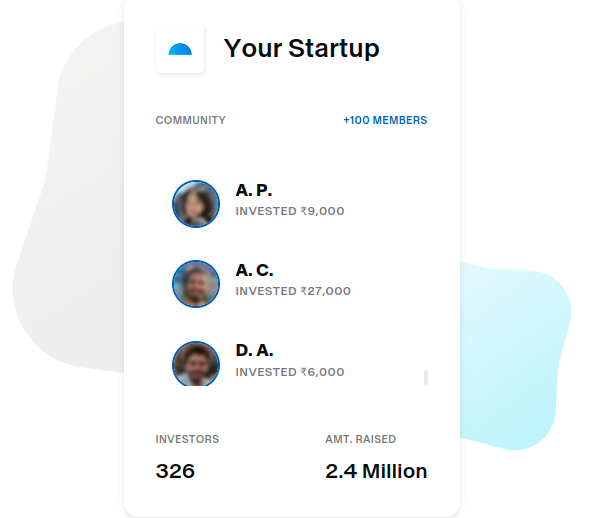 Your Startup
COMMUNITY
+100 MEMBERS
A. P.
INVESTED ₹9,000
A. C.
INVESTED ₹27,000
D. A.
INVESTED ₹6,000
INVESTORS
AMT. RAISED
326
2.4 Million